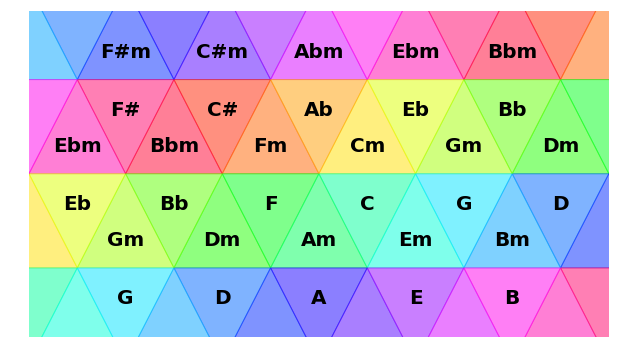 F#m C#m Abm Ebm Bbm
F# C# Ab Eb Bb
Ebm Bbm Fm Cm Gm Dm
Eb Bb F C G D
Gm Dm Am Em Bm
G D A E B